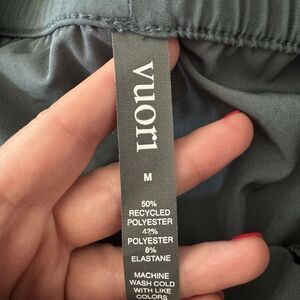 vuori
M
50%
RECYCLED
POLYESTER
42%
POLYESTER
8%
ELASTANE
MACHINE
WASH COLD
WITH LIKE
COLORS